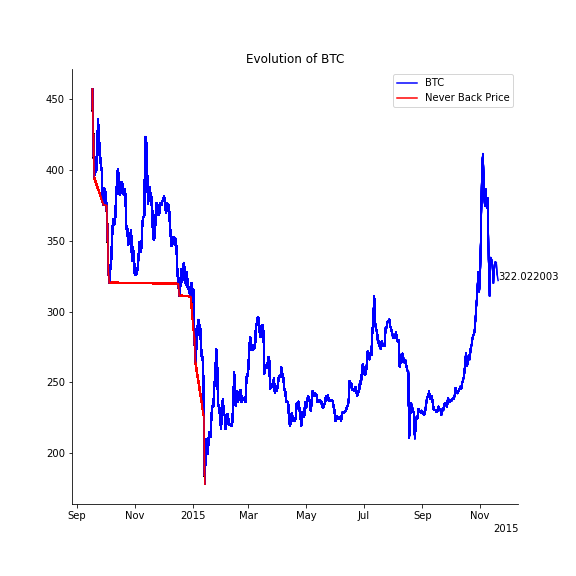 Evolution of BTC
BTC
Never Back Price
450
400
350
300
250
200
322.022003
Sep
Nov
2015
Mar
May
Jul
Sep
Nov
2015